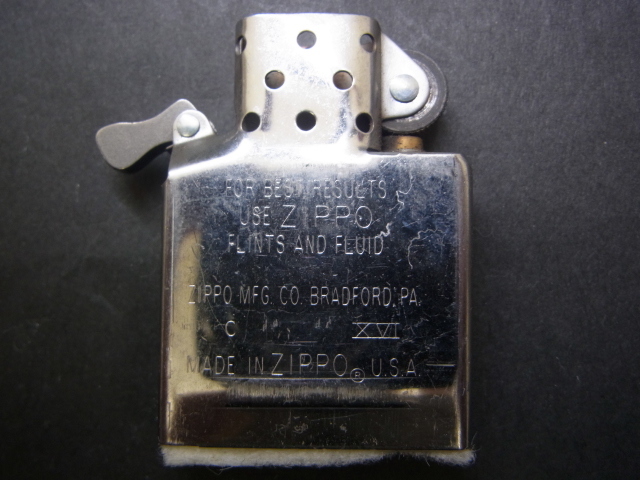 FOR BEST RESULTS
USE ZIPPO
FLINTS AND FLUID
ZIPPO MFG. CO. BRADFORD, PA.
C XVI
MADE IN ZIPPO ® U.S.A.